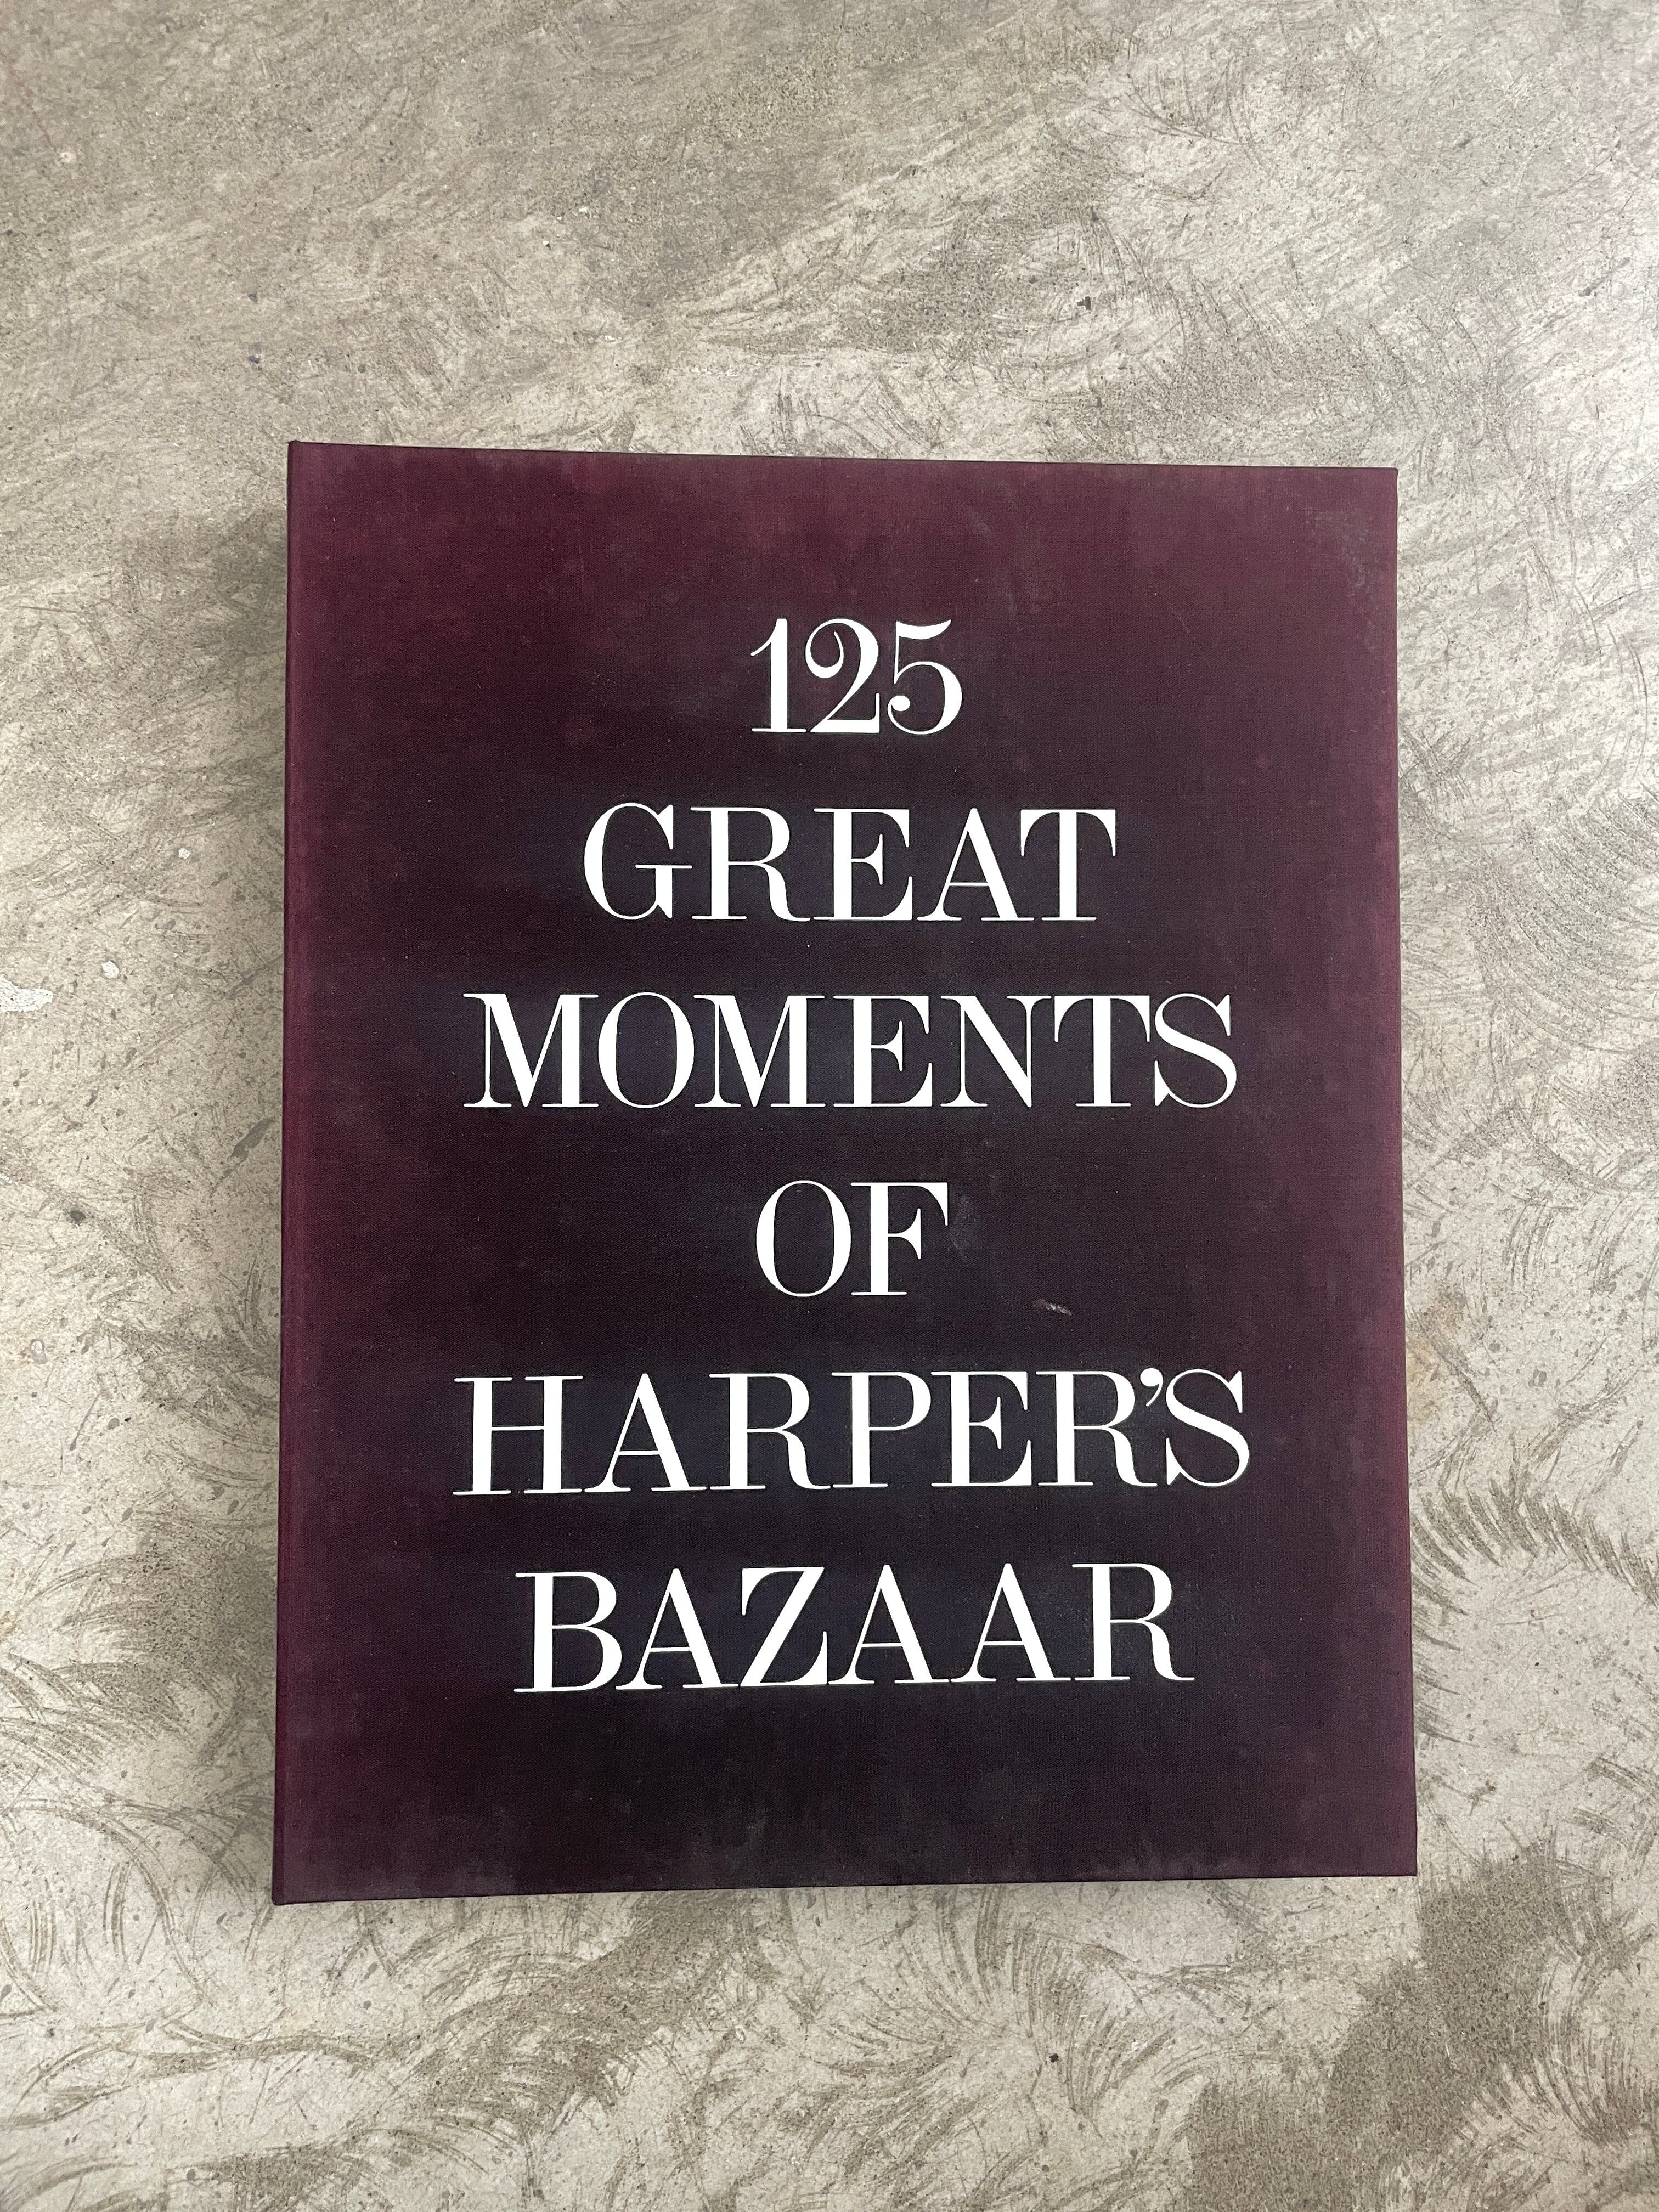 125
GREAT
MOMENTS
OF
HARPER'S
BAZAAR